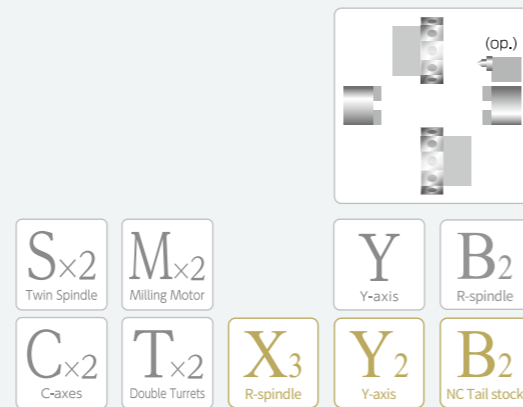 (op.)
S×2
Twin Spindle
M×2
Milling Motor
Y
Y-axis
B2
R-spindle
C×2
C-axes
T×2
Double Turrets
X3
R-spindle
Y2
Y-axis
B2
NC Tail stock